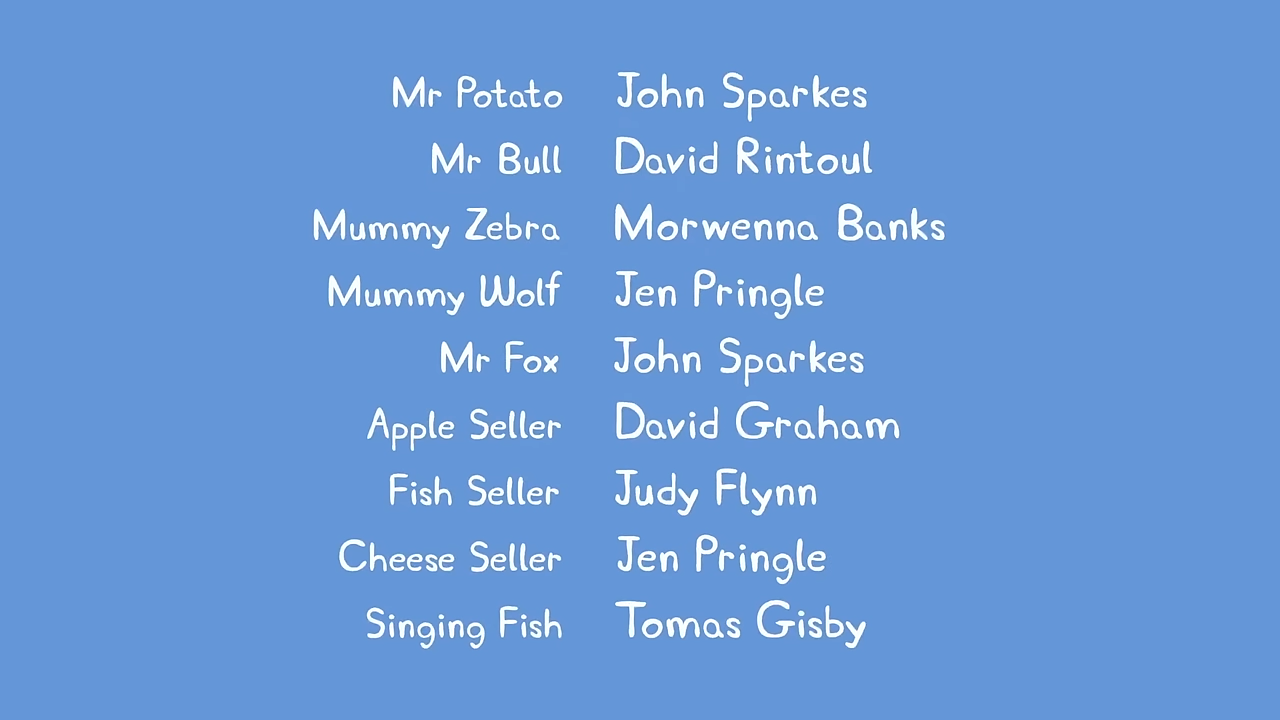 Mr Potato John Sparkes
Mr Bull David Rintoul
Mummy Zebra Morwenna Banks
Mummy Wolf Jen Pringle
Mr Fox John Sparkes
Apple Seller David Graham
Fish Seller Judy Flynn
Cheese Seller Jen Pringle
Singing Fish Tomas Gisby